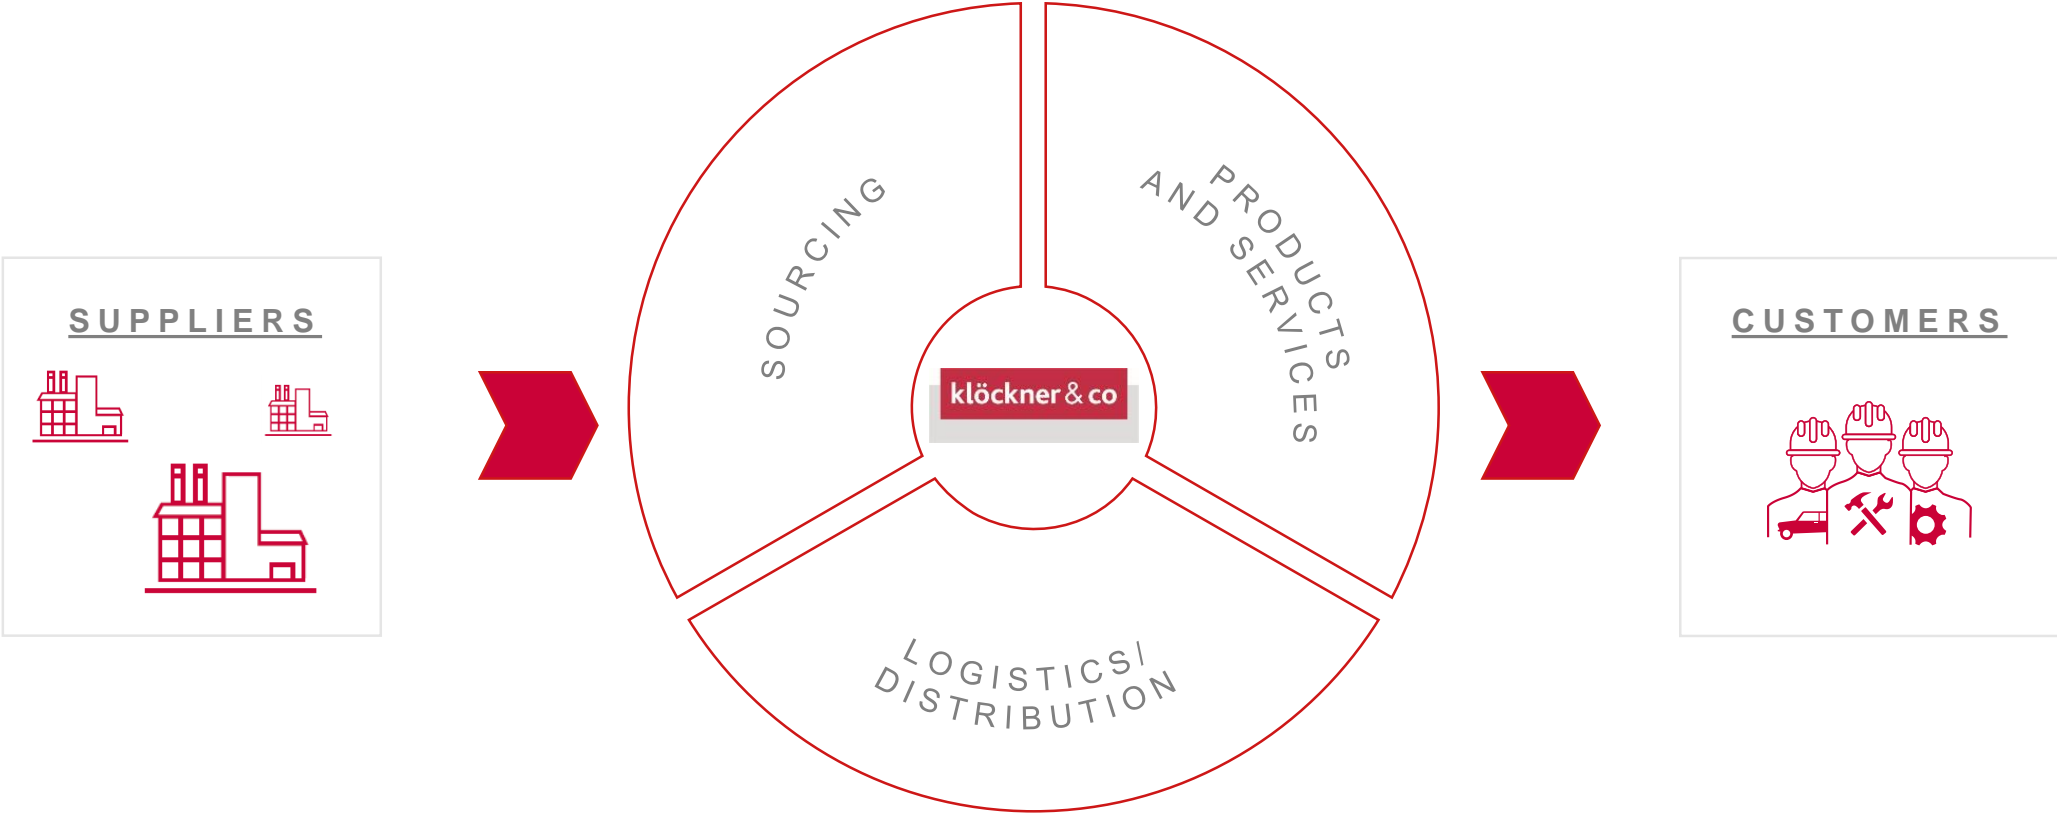 SUPPLIERS
SOURCING
PRODUCTS
AND SERVICES
klöckner & co
LOGISTICS/
DISTRIBUTION
CUSTOMERS